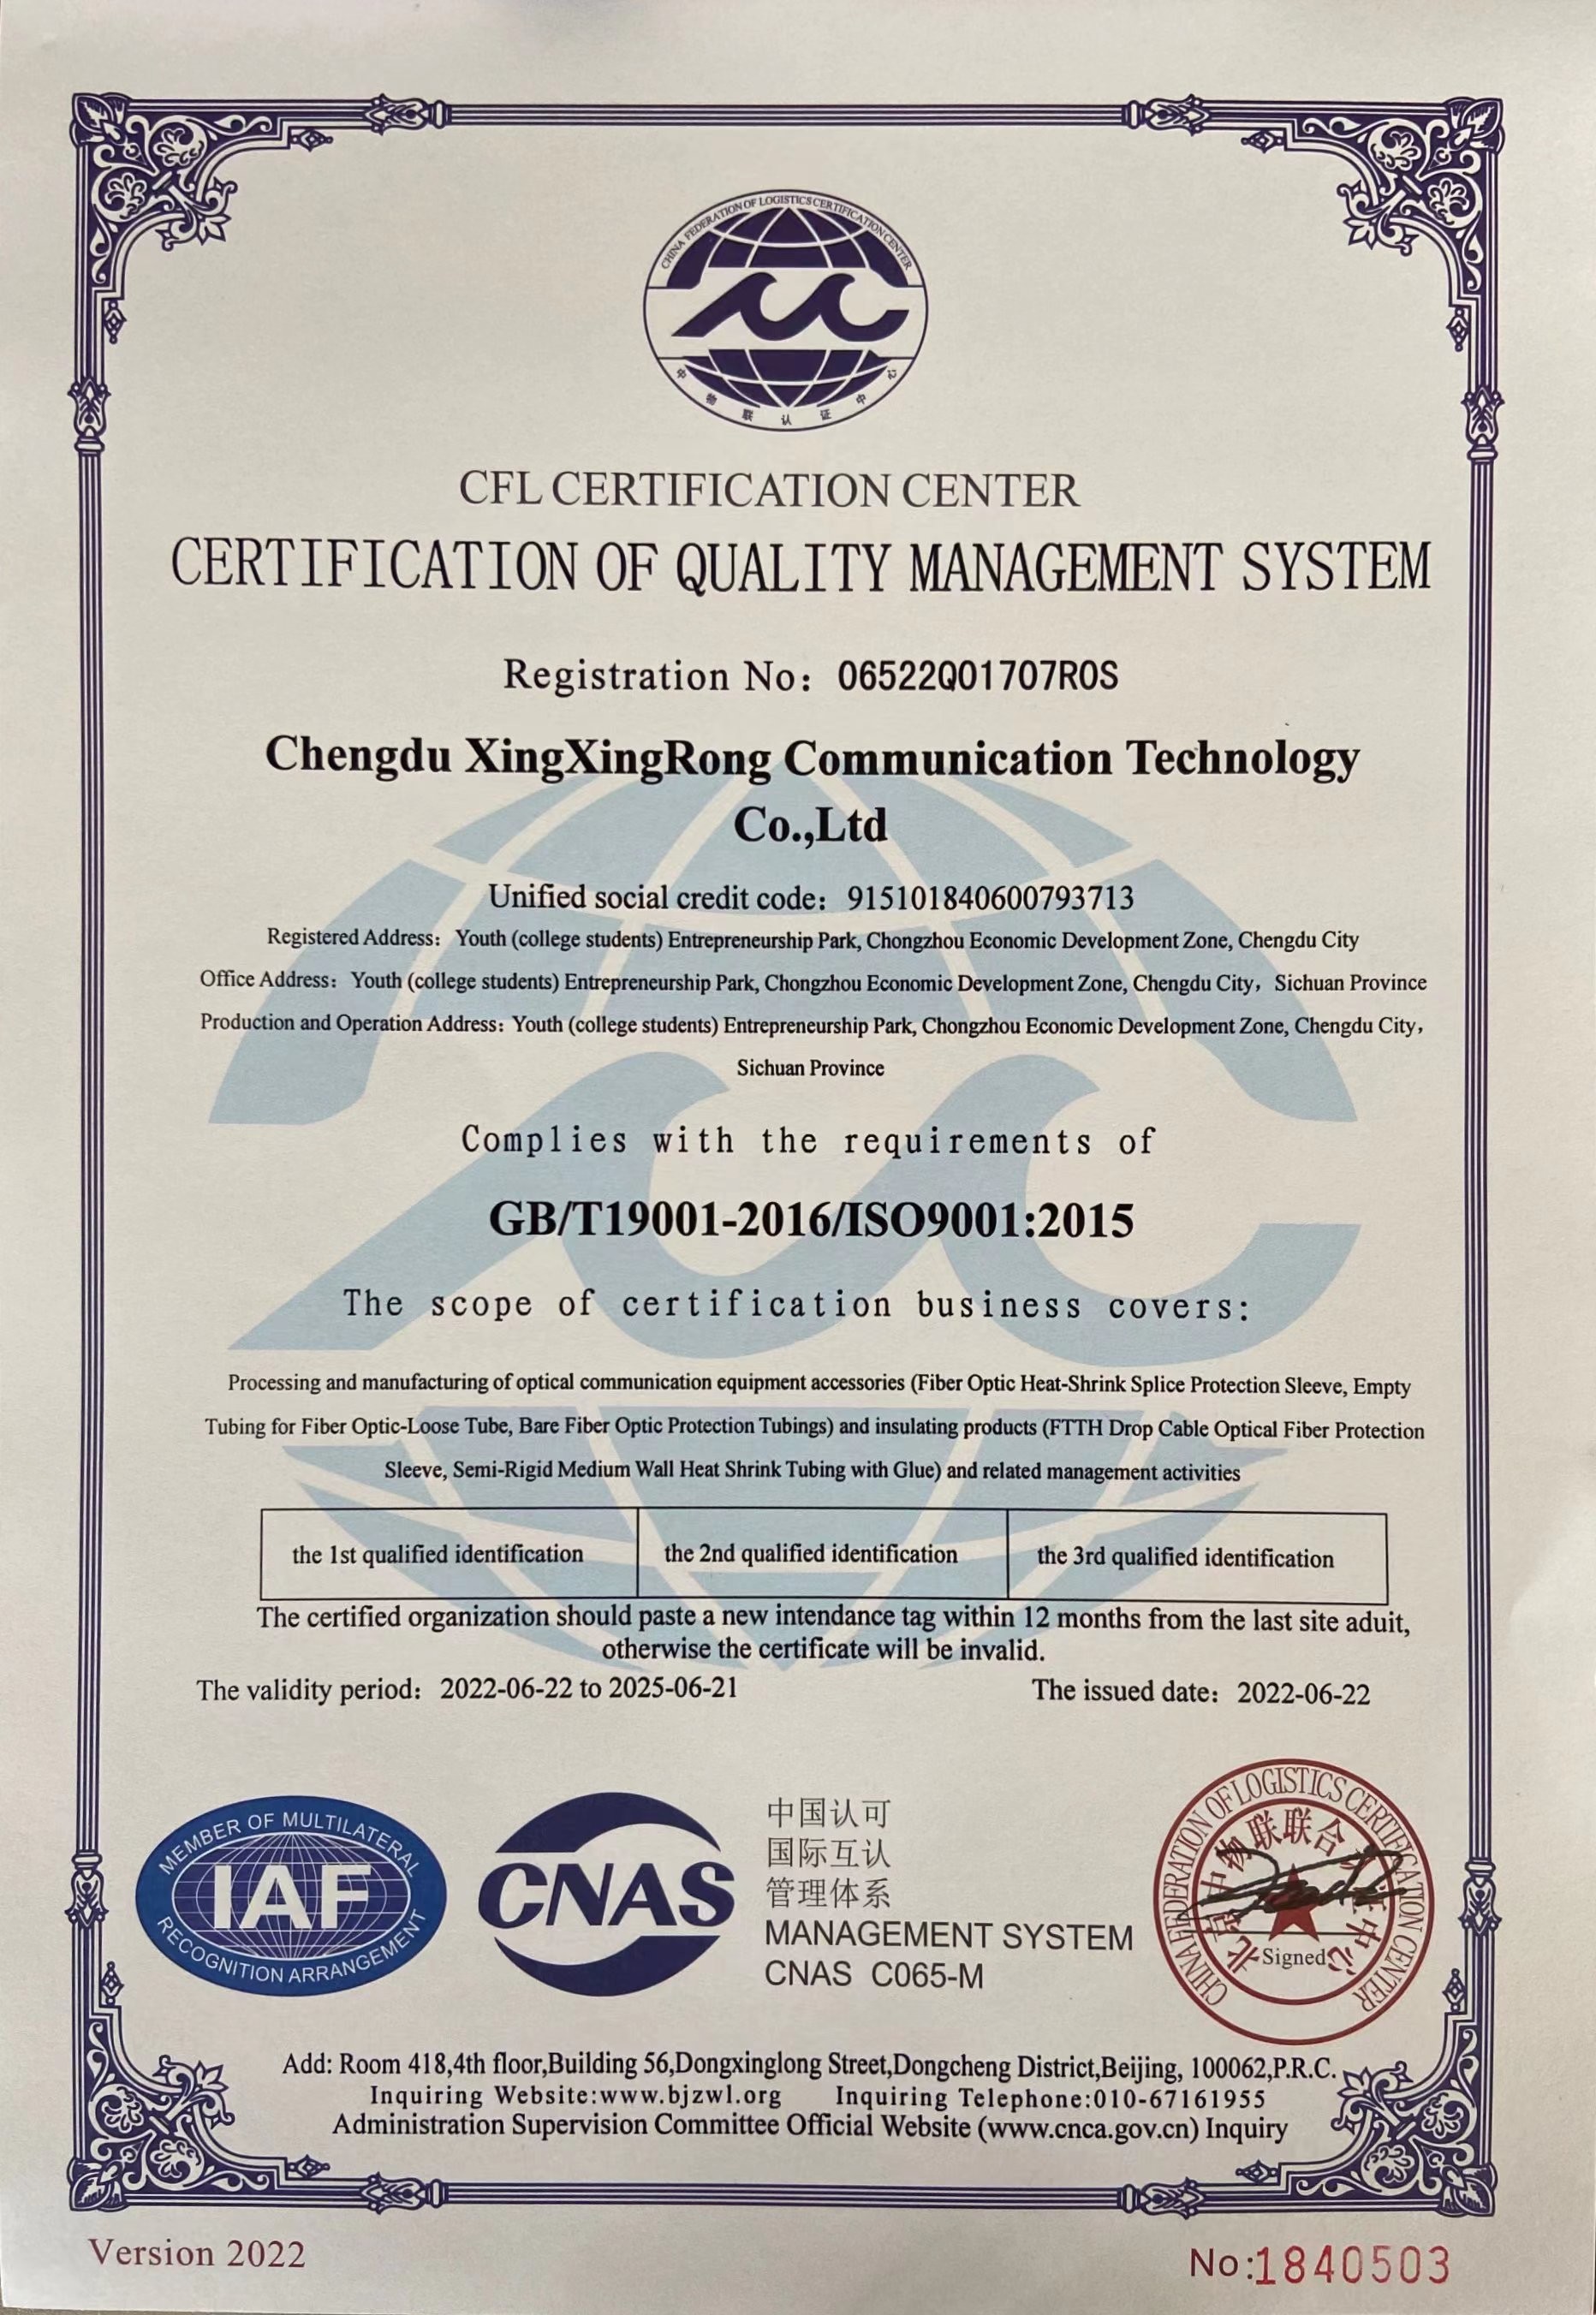 CHINA FEDERATION OF LOGISTICS CERTIFICATION CENTER
中物联认证中心
CFL CERTIFICATION CENTER
CERTIFICATION OF QUALITY MANAGEMENT SYSTEM
Registration No：06522Q01707R0S
Chengdu XingXingRong Communication Technology
Co.,Ltd
Unified social credit code：915101840600793713
Registered Address：Youth (college students) Entrepreneurship Park, Chongzhou Economic Development Zone, Chengdu City
Office Address：Youth (college students) Entrepreneurship Park, Chongzhou Economic Development Zone, Chengdu City，Sichuan Province
Production and Operation Address：Youth (college students) Entrepreneurship Park, Chongzhou Economic Development Zone, Chengdu City，
Sichuan Province
Complies with the requirements of
GB/T19001-2016/ISO9001:2015
The scope of certification business covers:
Processing and manufacturing of optical communication equipment accessories (Fiber Optic Heat-Shrink Splice Protection Sleeve, Empty
Tubing for Fiber Optic-Loose Tube, Bare Fiber Optic Protection Tubings) and insulating products (FTTH Drop Cable Optical Fiber Protection
Sleeve, Semi-Rigid Medium Wall Heat Shrink Tubing with Glue) and related management activities
the 1st qualified identification
the 2nd qualified identification
the 3rd qualified identification
The certified organization should paste a new intendance tag within 12 months from the last site aduit,
otherwise the certificate will be invalid.
The validity period：2022-06-22 to 2025-06-21
The issued date：2022-06-22
MEMBER OF MULTILATERAL
IAF
RECOGNITION ARRANGEMENT
CNAS
中国认可
国际互认
管理体系
MANAGEMENT SYSTEM
CNAS C065-M
CHINA FEDERATION OF LOGISTICS CERTIFICATION CENTER
北京中物联联合认证中心
Signed
Add: Room 418,4th floor,Building 56,Dongxinglong Street,Dongcheng District,Beijing, 100062,P.R.C.
Inquiring Website:www.bjzwl.org Inquiring Telephone:010-67161955
Administration Supervision Committee Official Website (www.cnca.gov.cn) Inquiry
Version 2022
No:1840503